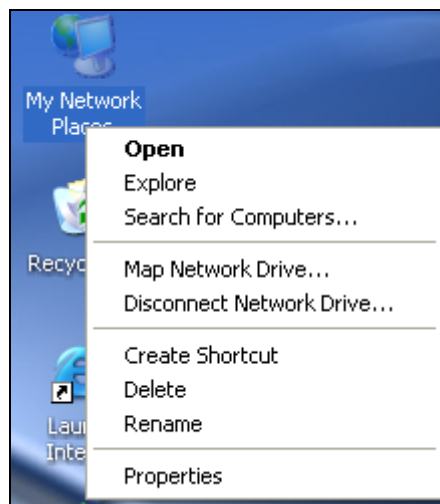 My Network
Places
Open
Explore
Search for Computers...
Map Network Drive...
Disconnect Network Drive...
Create Shortcut
Delete
Rename
Properties